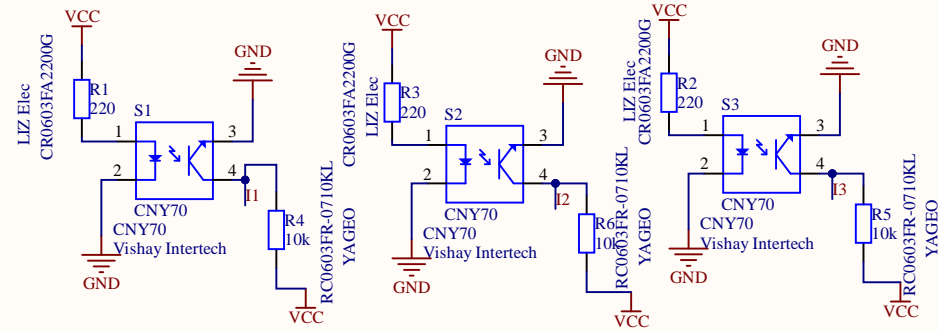 VCC
LIZ Elec
CR0603FA2200G
R1
220
S1
1
2
3
4
GND
I1
R4
10k
RC0603FR-0710KL
YAGEO
VCC
CNY70
CNY70
Vishay Intertech
GND
VCC
LIZ Elec
CR0603FA2200G
R3
220
S2
1
2
3
4
GND
I2
R6
10k
RC0603FR-0710KL
YAGEO
VCC
CNY70
CNY70
Vishay Intertech
GND
VCC
LIZ Elec
CR0603FA2200G
R2
220
S3
1
2
3
4
GND
I3
R5
10k
RC0603FR-0710KL
YAGEO
VCC
CNY70
CNY70
Vishay Intertech
GND